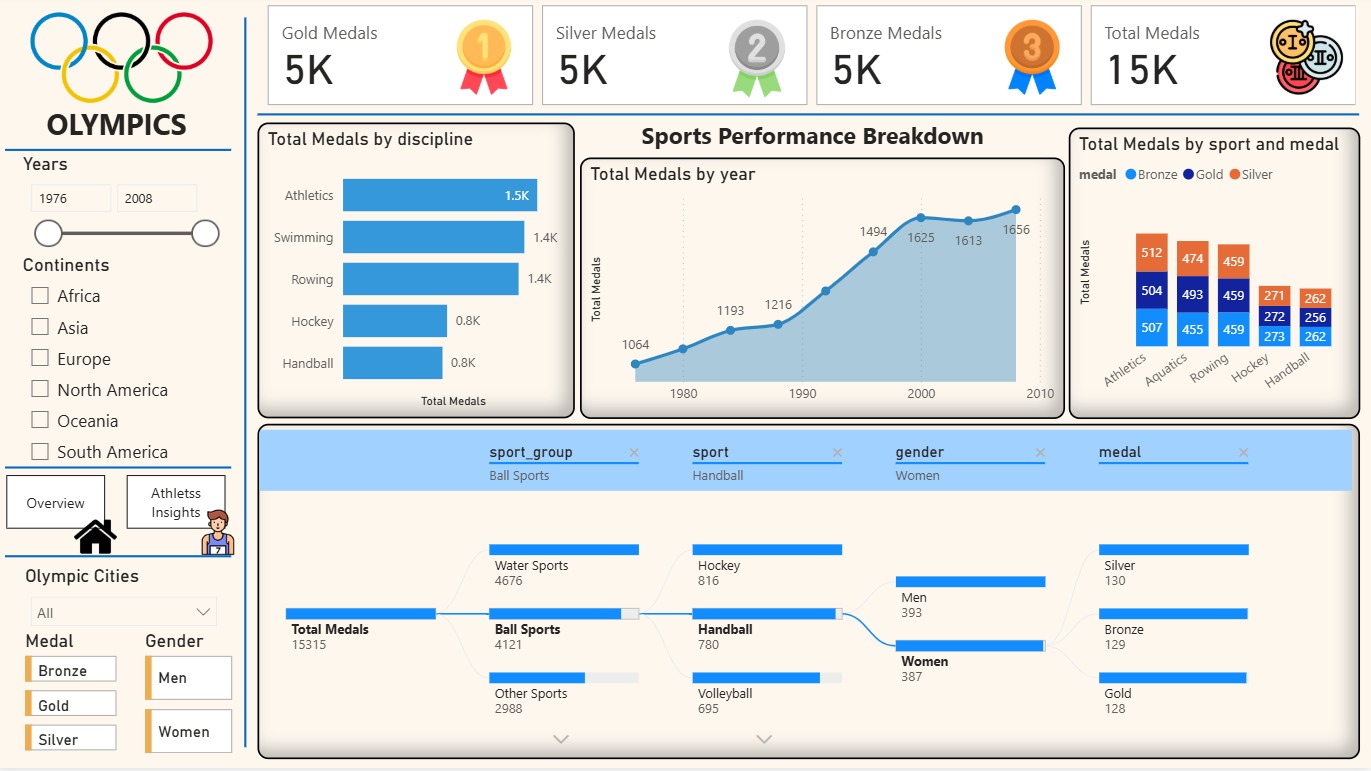 OLYMPICS
Years
1976 2008
Continents
Africa
Asia
Europe
North America
Oceania
South America
Overview
Athletss
Insights
7
Olympic Cities
All
Medal
Bronze
Gold
Silver
Gender
Men
Women
Gold Medals
5K
1
Silver Medals
5K
2
Bronze Medals
5K
3
Total Medals
15K
I
II
III
Total Medals by discipline
Athletics 1.5K
Swimming 1.4K
Rowing 1.4K
Hockey 0.8K
Handball 0.8K
Total Medals
Sports Performance Breakdown
Total Medals by year
Total Medals
1064
1193
1216
1494
1625
1613
1656
1980 1990 2000 2010
Total Medals by sport and medal
medal Bronze Gold Silver
Total Medals
512 474 459 271 262
504 493 459 272 256
507 455 459 273 262
Athletics Aquatics Rowing Hockey Handball
sport_group sport gender medal
Ball Sports Handball Women
Total Medals
15315
Water Sports
4676
Ball Sports
4121
Other Sports
2988
Hockey
816
Handball
780
Volleyball
695
Men
393
Women
387
Silver
130
Bronze
129
Gold
128